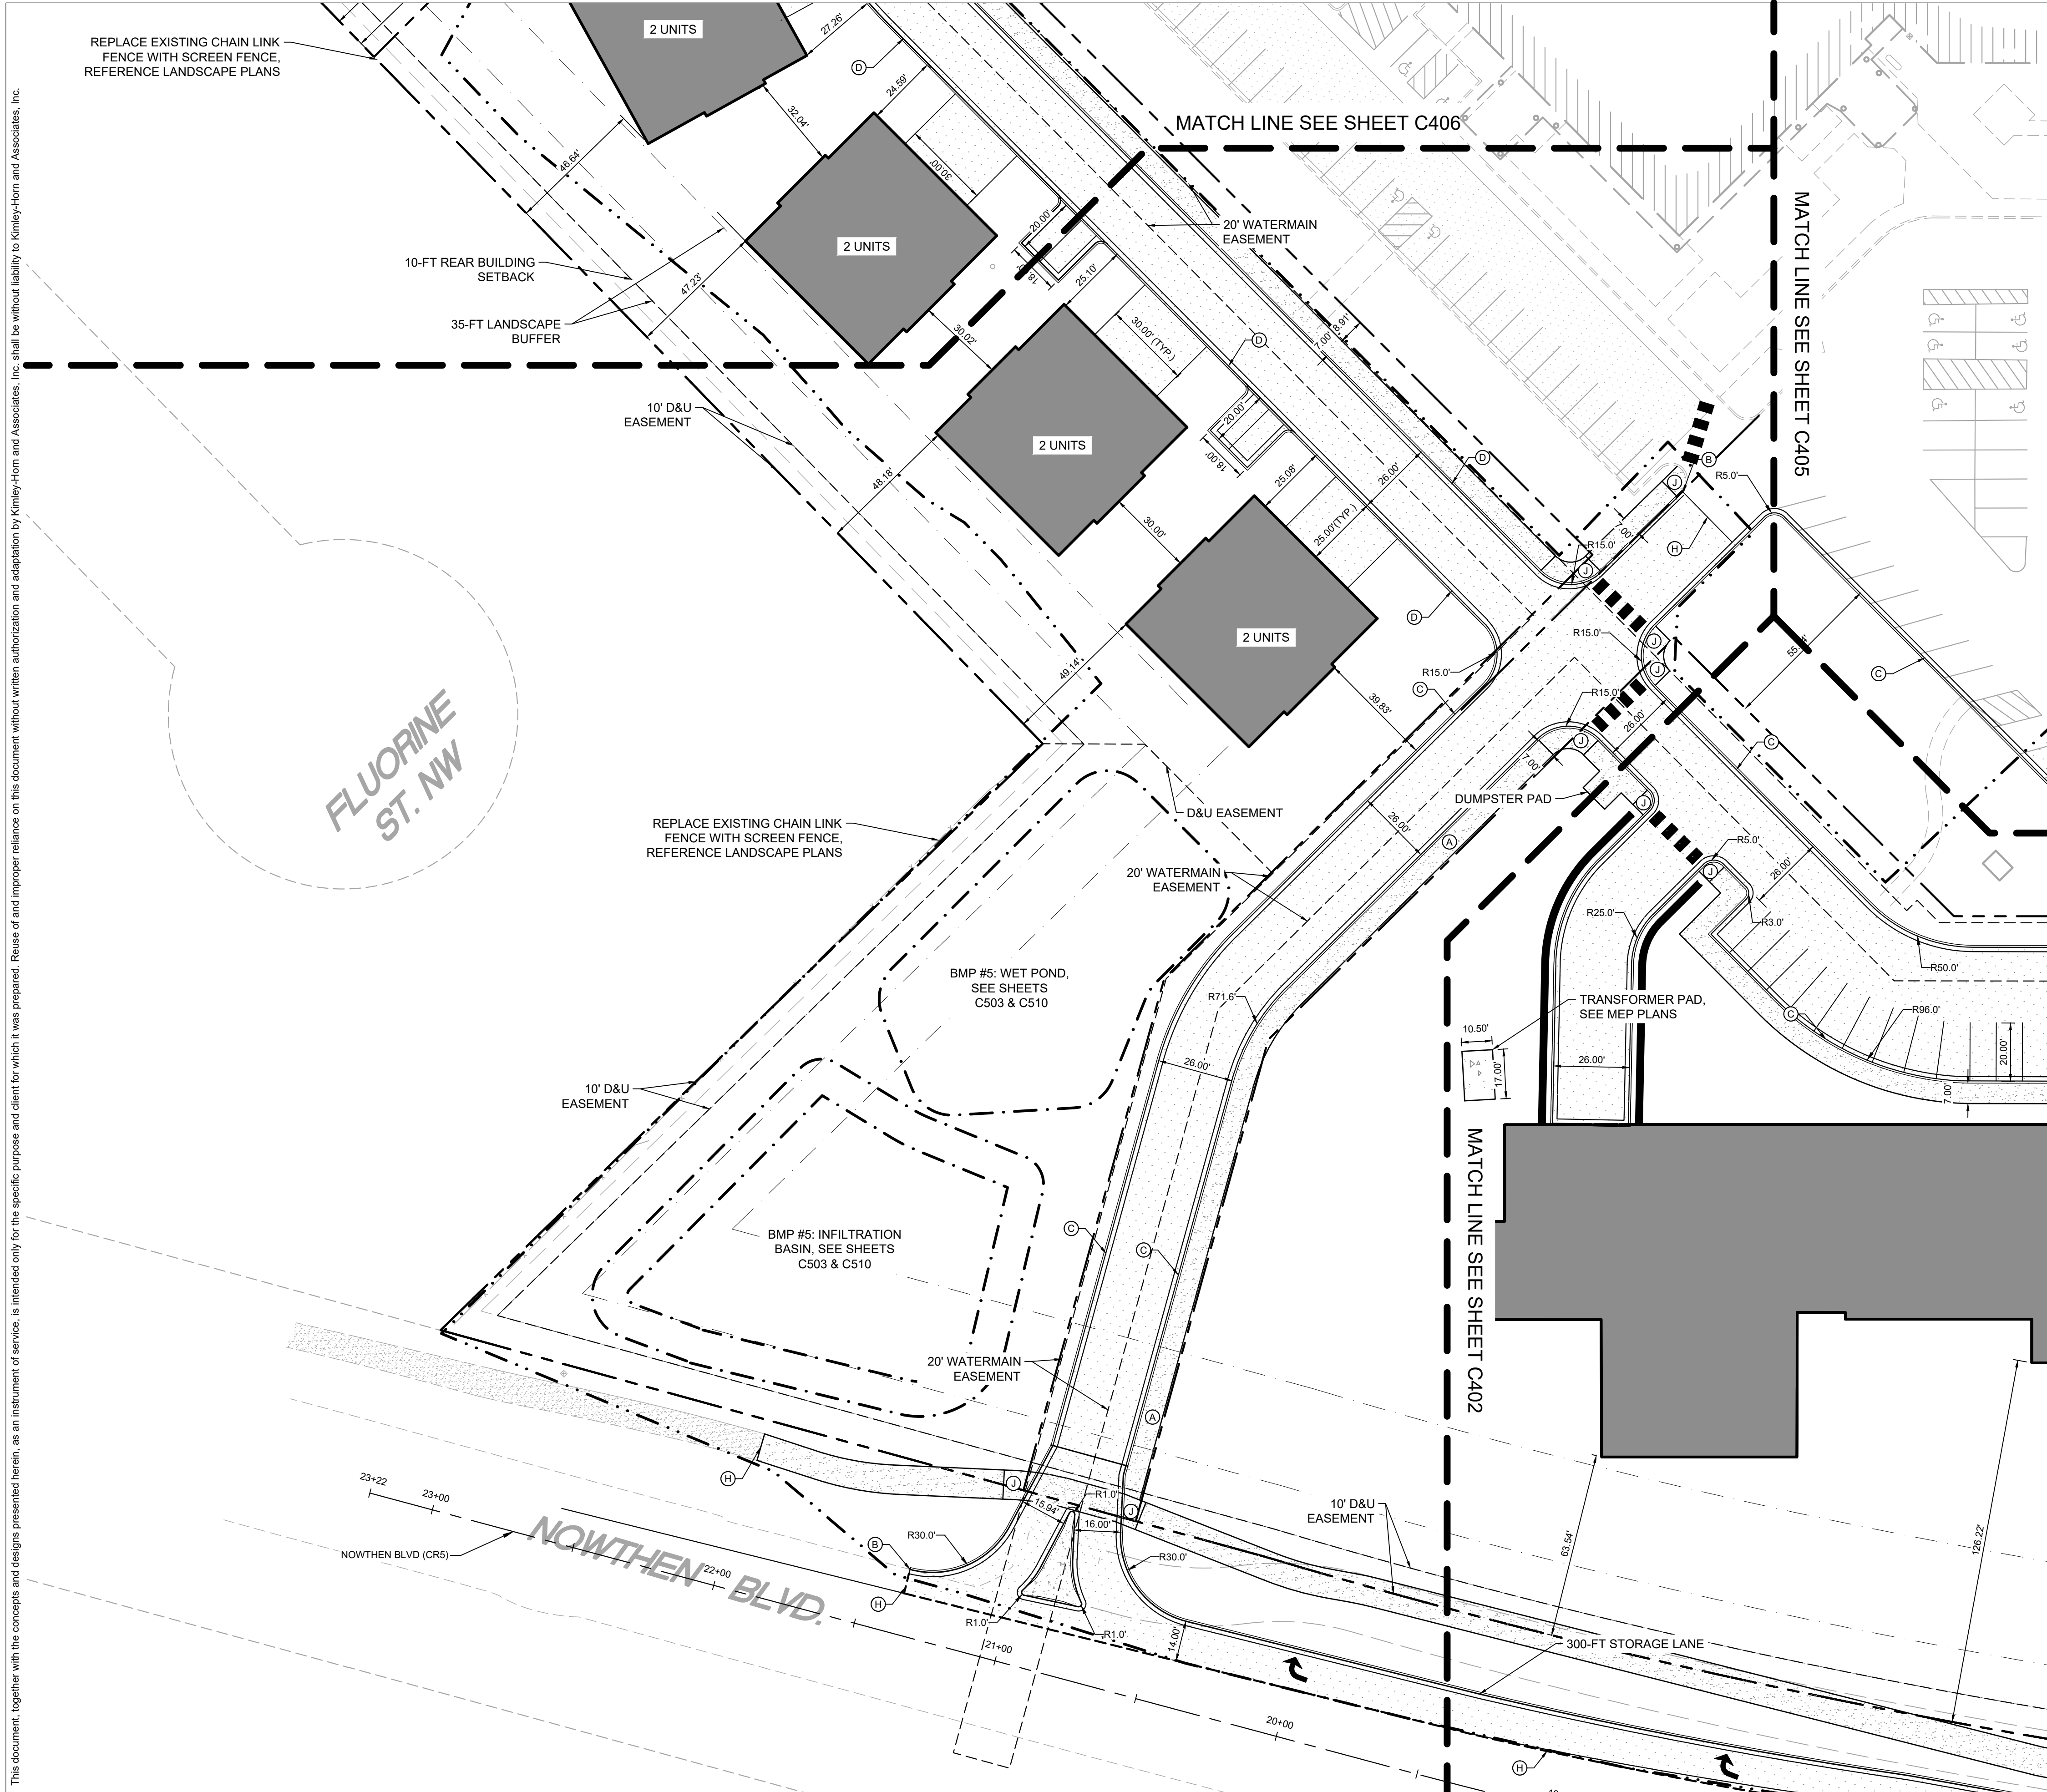 This document, together with the concepts and designs presented herein, as an instrument of service, is intended only for the specific purpose and client for which it was prepared. Reuse of and improper reliance on this document without written authorization and adaptation by Kimley-Horn and Associates, Inc. shall be without liability to Kimley-Horn and Associates, Inc.
REPLACE EXISTING CHAIN LINK
FENCE WITH SCREEN FENCE,
REFERENCE LANDSCAPE PLANS
2 UNITS
27.26'
D
24.59'
32.04'
30.00'
46.64'
MATCH LINE SEE SHEET C406
MATCH LINE SEE SHEET C405
20' WATERMAIN
EASEMENT
2 UNITS
20.00'
25.10'
10-FT REAR BUILDING
SETBACK
47.23'
35-FT LANDSCAPE
BUFFER
30.02'
30.00' (TYP.)
D
7.00'
8.91'
10' D&U
EASEMENT
2 UNITS
20.00'
18.00'
48.18'
25.08'
26.00'
D
B
J
R5.0'
30.00'
25.00'(TYP.)
7.00'
H
R15.0'
J
D
2 UNITS
R15.0'
J
J
55.
C
49.14'
R15.0'
C
R15.0'
39.83'
26.00'
J
7.00'
C
FLUORINE
ST. NW
DUMPSTER PAD
J
D&U EASEMENT
REPLACE EXISTING CHAIN LINK
FENCE WITH SCREEN FENCE,
REFERENCE LANDSCAPE PLANS
26.00'
A
R5.0'
J
26.00'
20' WATERMAIN
EASEMENT
R25.0'
R3.0'
R50.0'
BMP #5: WET POND,
SEE SHEETS
C503 & C510
R71.6'
TRANSFORMER PAD,
SEE MEP PLANS
10.50'
17.00'
C
R96.0'
20.00'
26.00'
26.00'
7.00'
10' D&U
EASEMENT
MATCH LINE SEE SHEET C402
BMP #5: INFILTRATION
BASIN, SEE SHEETS
C503 & C510
C
C
20' WATERMAIN
EASEMENT
A
H
J
23+22
23+00
NOWTHEN BLVD (CR5)
NOWTHEN BLVD.
22+00
15.94'
R1.0'
J
16.00'
R30.0'
B
R30.0'
H
R1.0'
R1.0'
21+00
14.00'
10' D&U
EASEMENT
63.54'
126.22'
300-FT STORAGE LANE
20+00
H